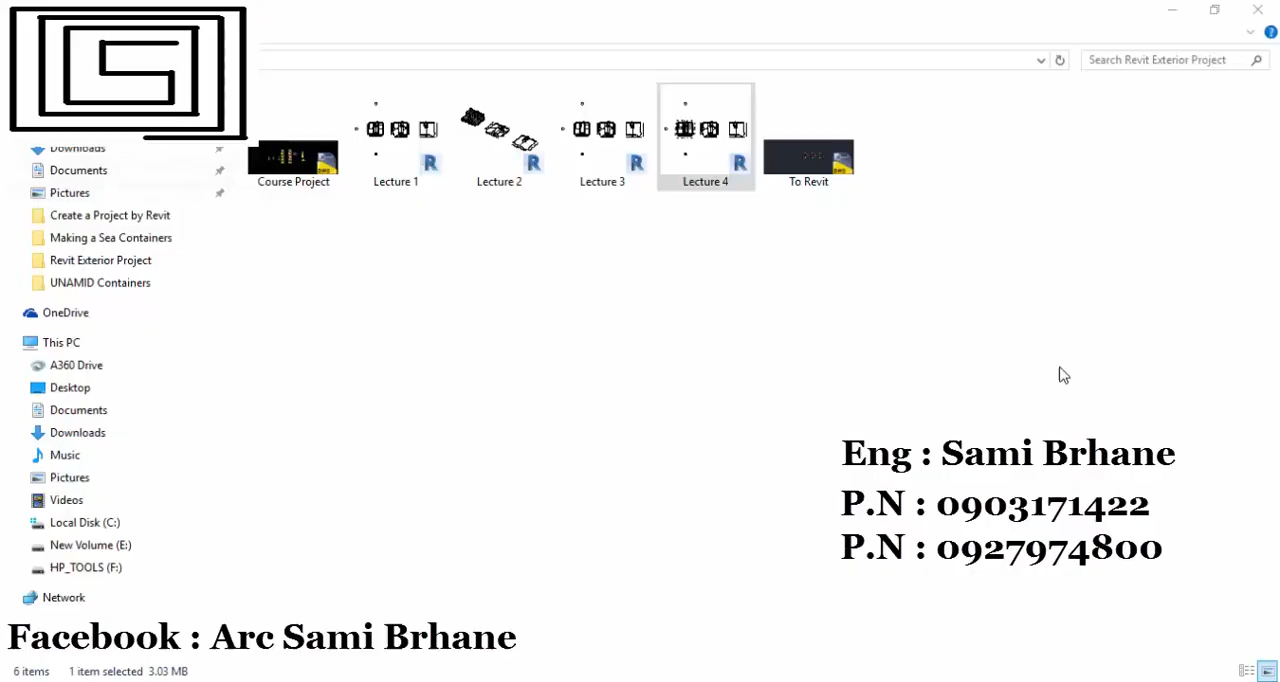 Search Revit Exterior Project
Downloads
Documents
Pictures
Create a Project by Revit
Making a Sea Containers
Revit Exterior Project
UNAMID Containers
OneDrive
This PC
A360 Drive
Desktop
Documents
Downloads
Music
Pictures
Videos
Local Disk (C:)
New Volume (E:)
HP_TOOLS (F:)
Network
Course Project
Lecture 1
Lecture 2
Lecture 3
Lecture 4
To Revit
Eng : Sami Brhane
P.N : 0903171422
P.N : 0927974800
Facebook : Arc Sami Brhane
6 items 1 item selected 3.03 MB